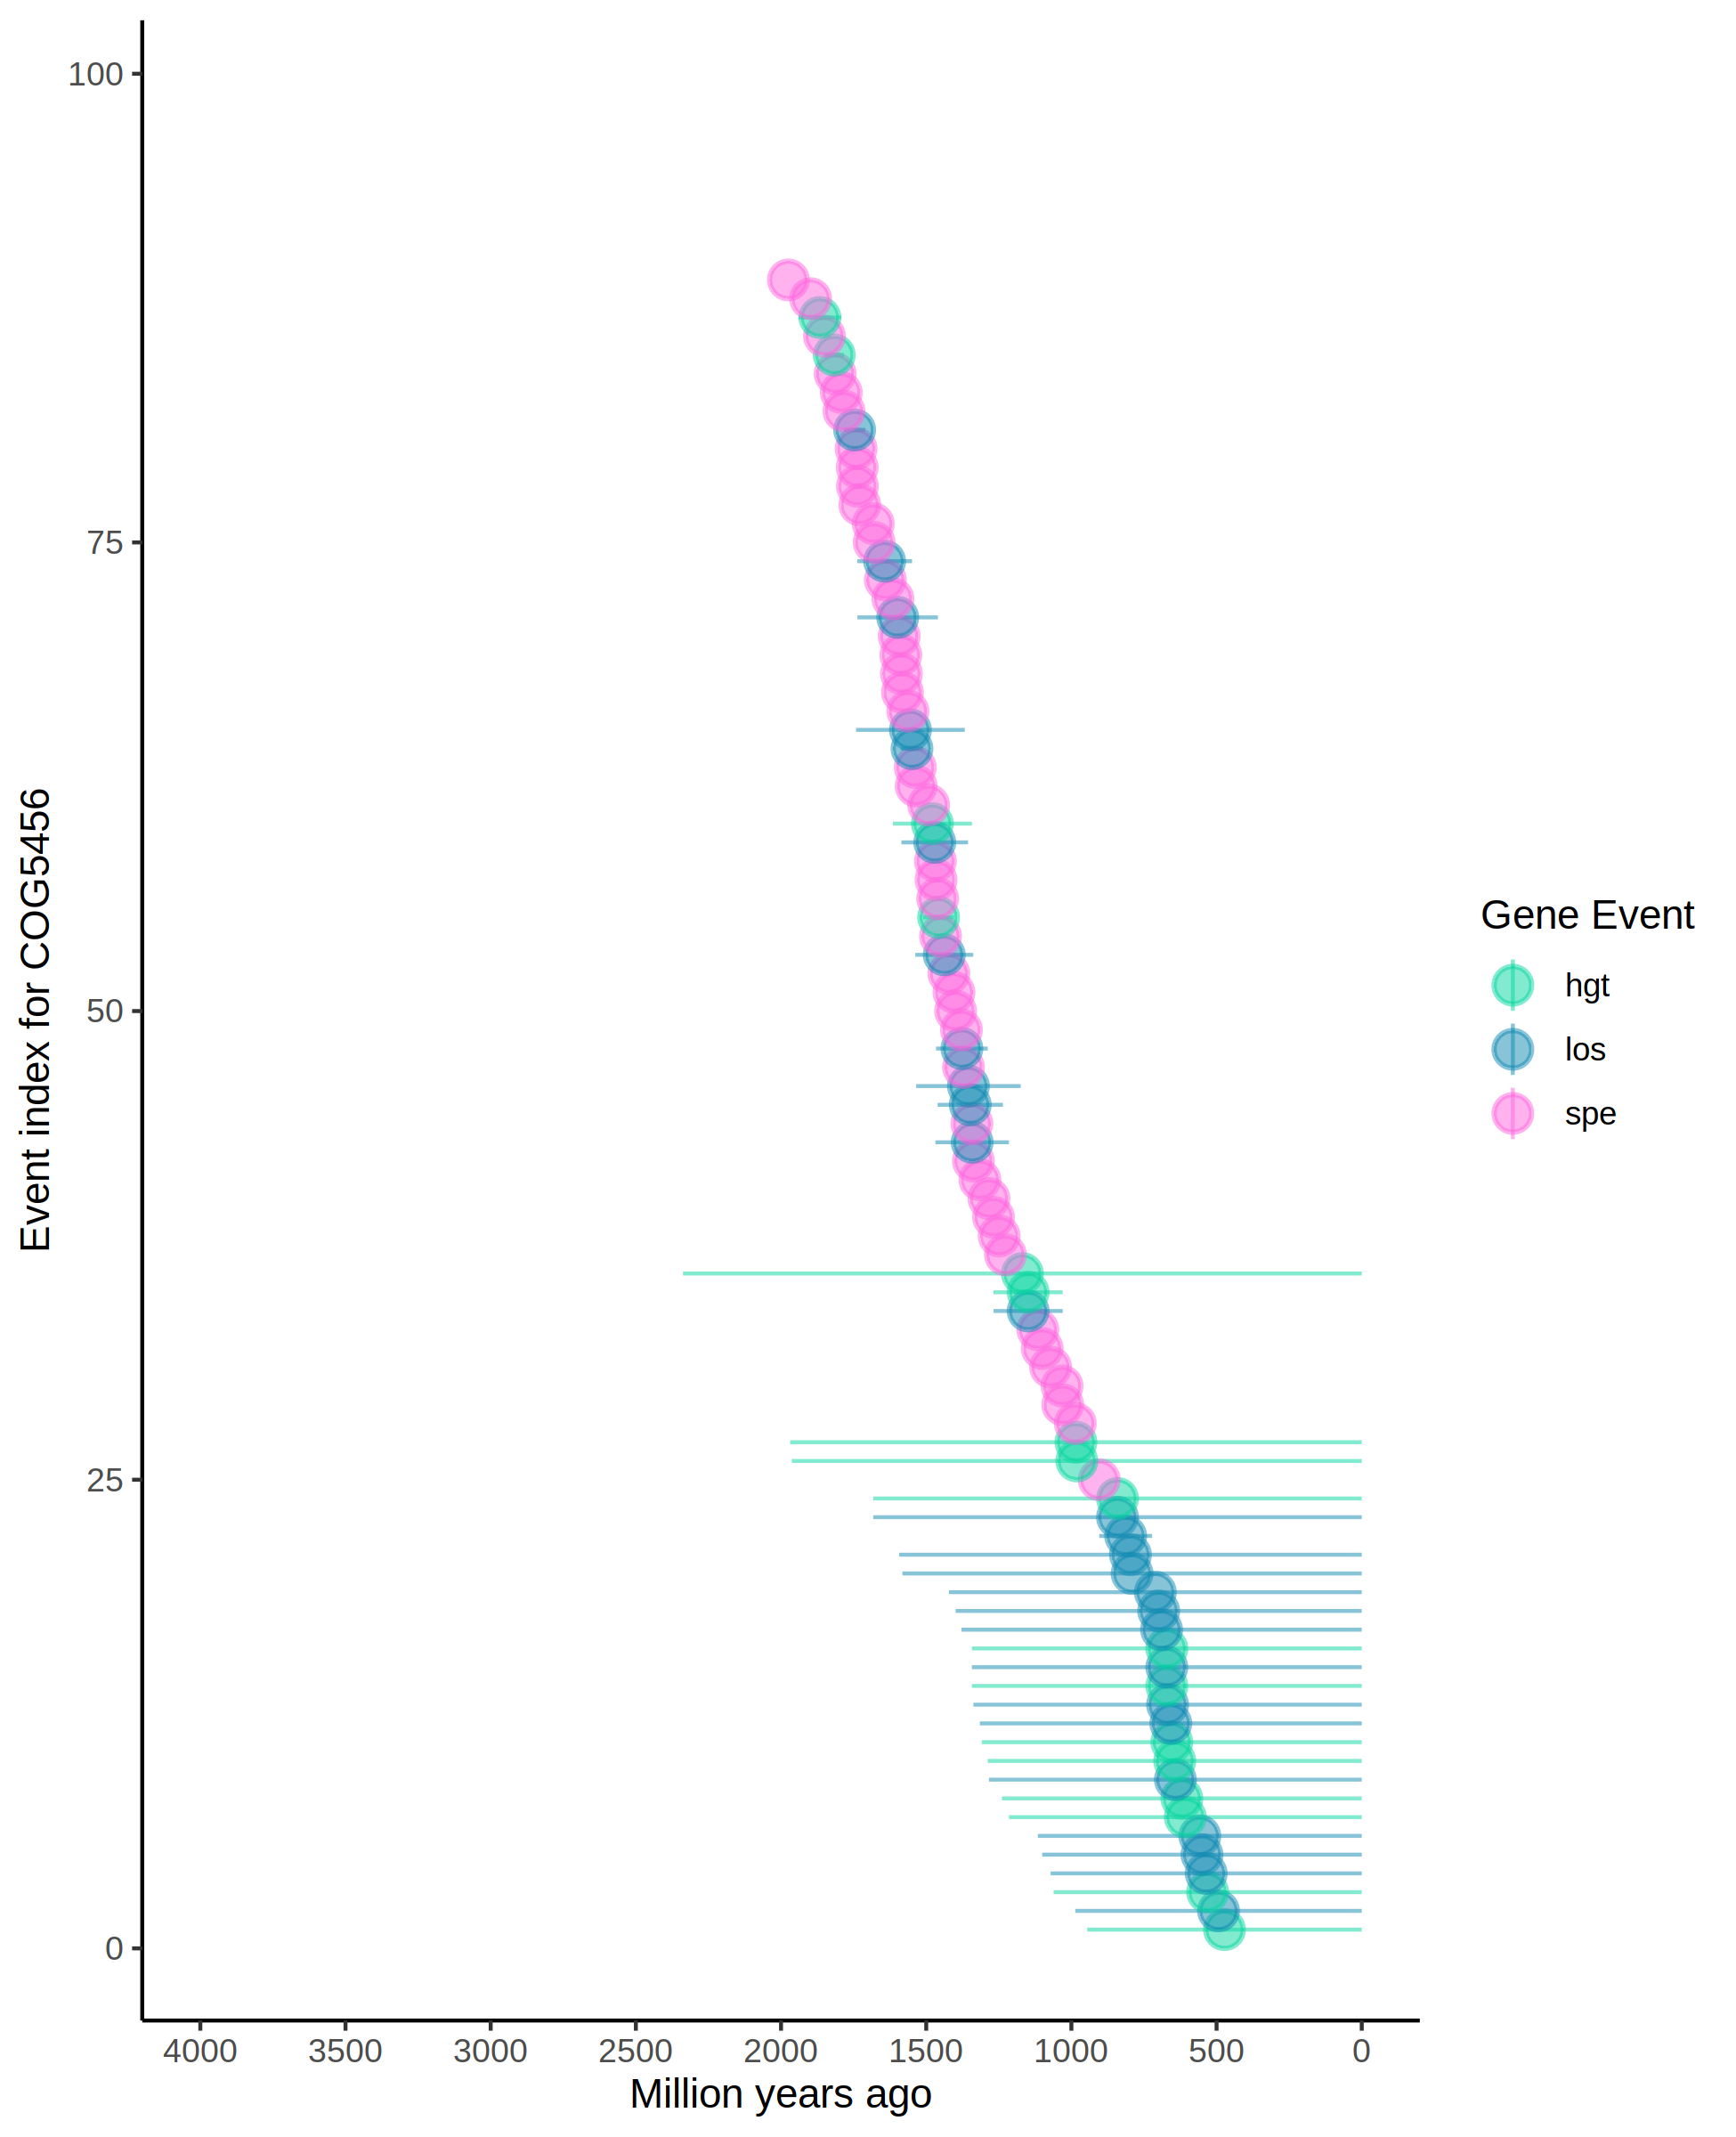 Event index for COG5456
100
75
50
25
0
4000 3500 3000 2500 2000 1500 1000 500 0
Million years ago
Gene Event
hgt
los
spe